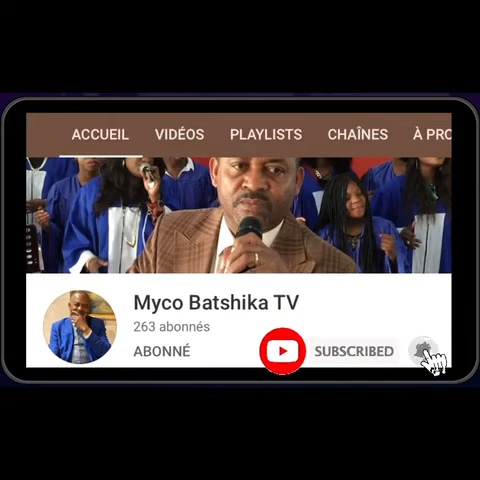 ACCUEIL VIDÉOS PLAYLISTS CHAÎNES À PRO
Myco Batshika TV
263 abonnés
ABONNÉ SUBSCRIBED